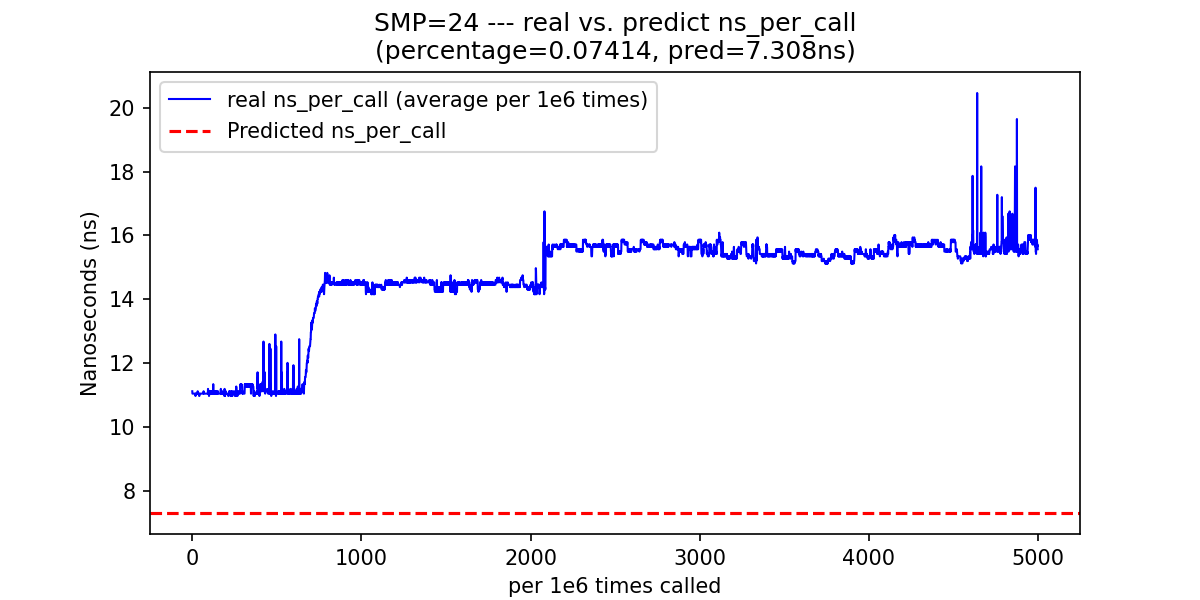 SMP=24 --- real vs. predict ns_per_call
(percentage=0.07414, pred=7.308ns)
real ns_per_call (average per 1e6 times)
Predicted ns_per_call
Nanoseconds (ns)
20
18
16
14
12
10
8
0 1000 2000 3000 4000 5000
per 1e6 times called